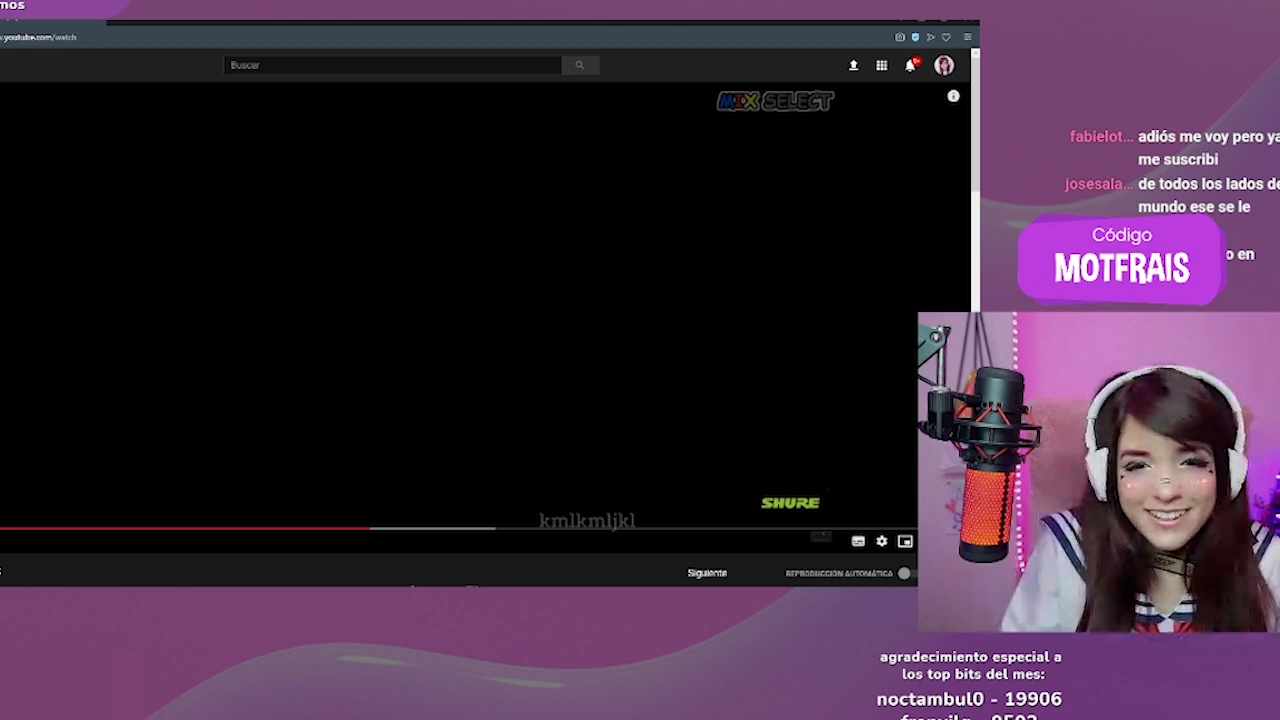 mos
youtube.com/watch
Buscar
MIX SELECT
fabielot... adiós me voy pero ya
me suscribi
josesala... de todos los lados de
mundo ese se le
Código
MOTFRAIS
o en
SHURE
kmlkmljkl
Siguiente
REPRODUCCIÓN AUTOMÁTICA
agradecimiento especial a
los top bits del mes:
noctambul0 - 19906